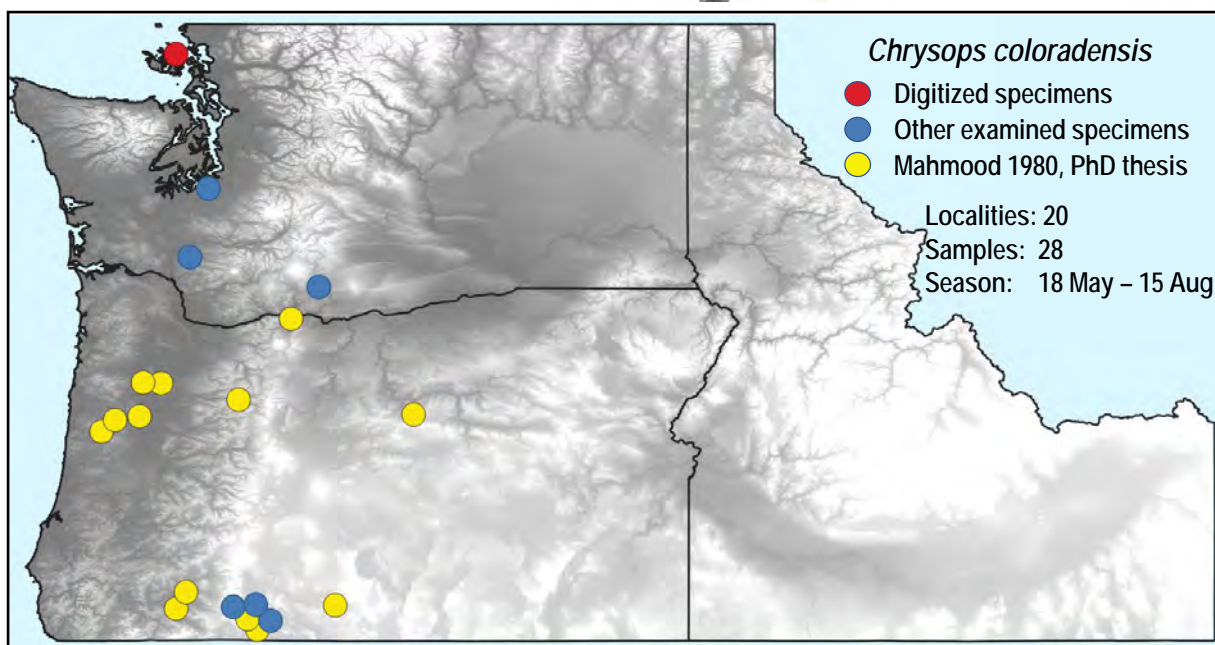 Chrysops coloradensis
Digitized specimens
Other examined specimens
Mahmood 1980, PhD thesis
Localities: 20
Samples: 28
Season: 18 May – 15 Aug